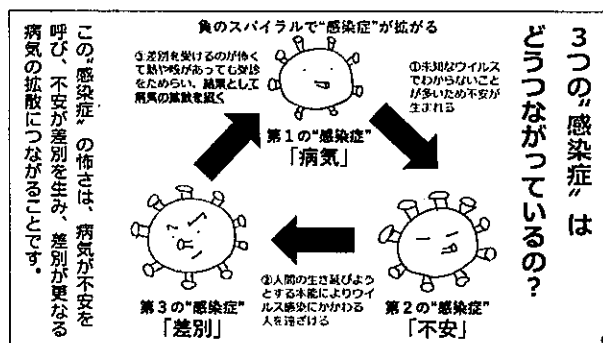 3つの“感染症”は
どうつながっているの?
負のスパイラルで“感染症”が拡がる
①未知なウイルス
でわからないこと
が多いため不安が
生まれる
第1の“感染症”
「病気」
②人間の生き延びよう
とする本能によりウイ
ルス感染にかかわる
人を遠ざける
第2の“感染症”
「不安」
③差別を受けるのが怖く
て熱や咳があっても受診
をためらい、結果として
病気の拡散を招く
第3の“感染症”
「差別」
この“感染症”の怖さは、病気が不安を
呼び、不安が差別を生み、差別が更なる
病気の拡散につながることです。